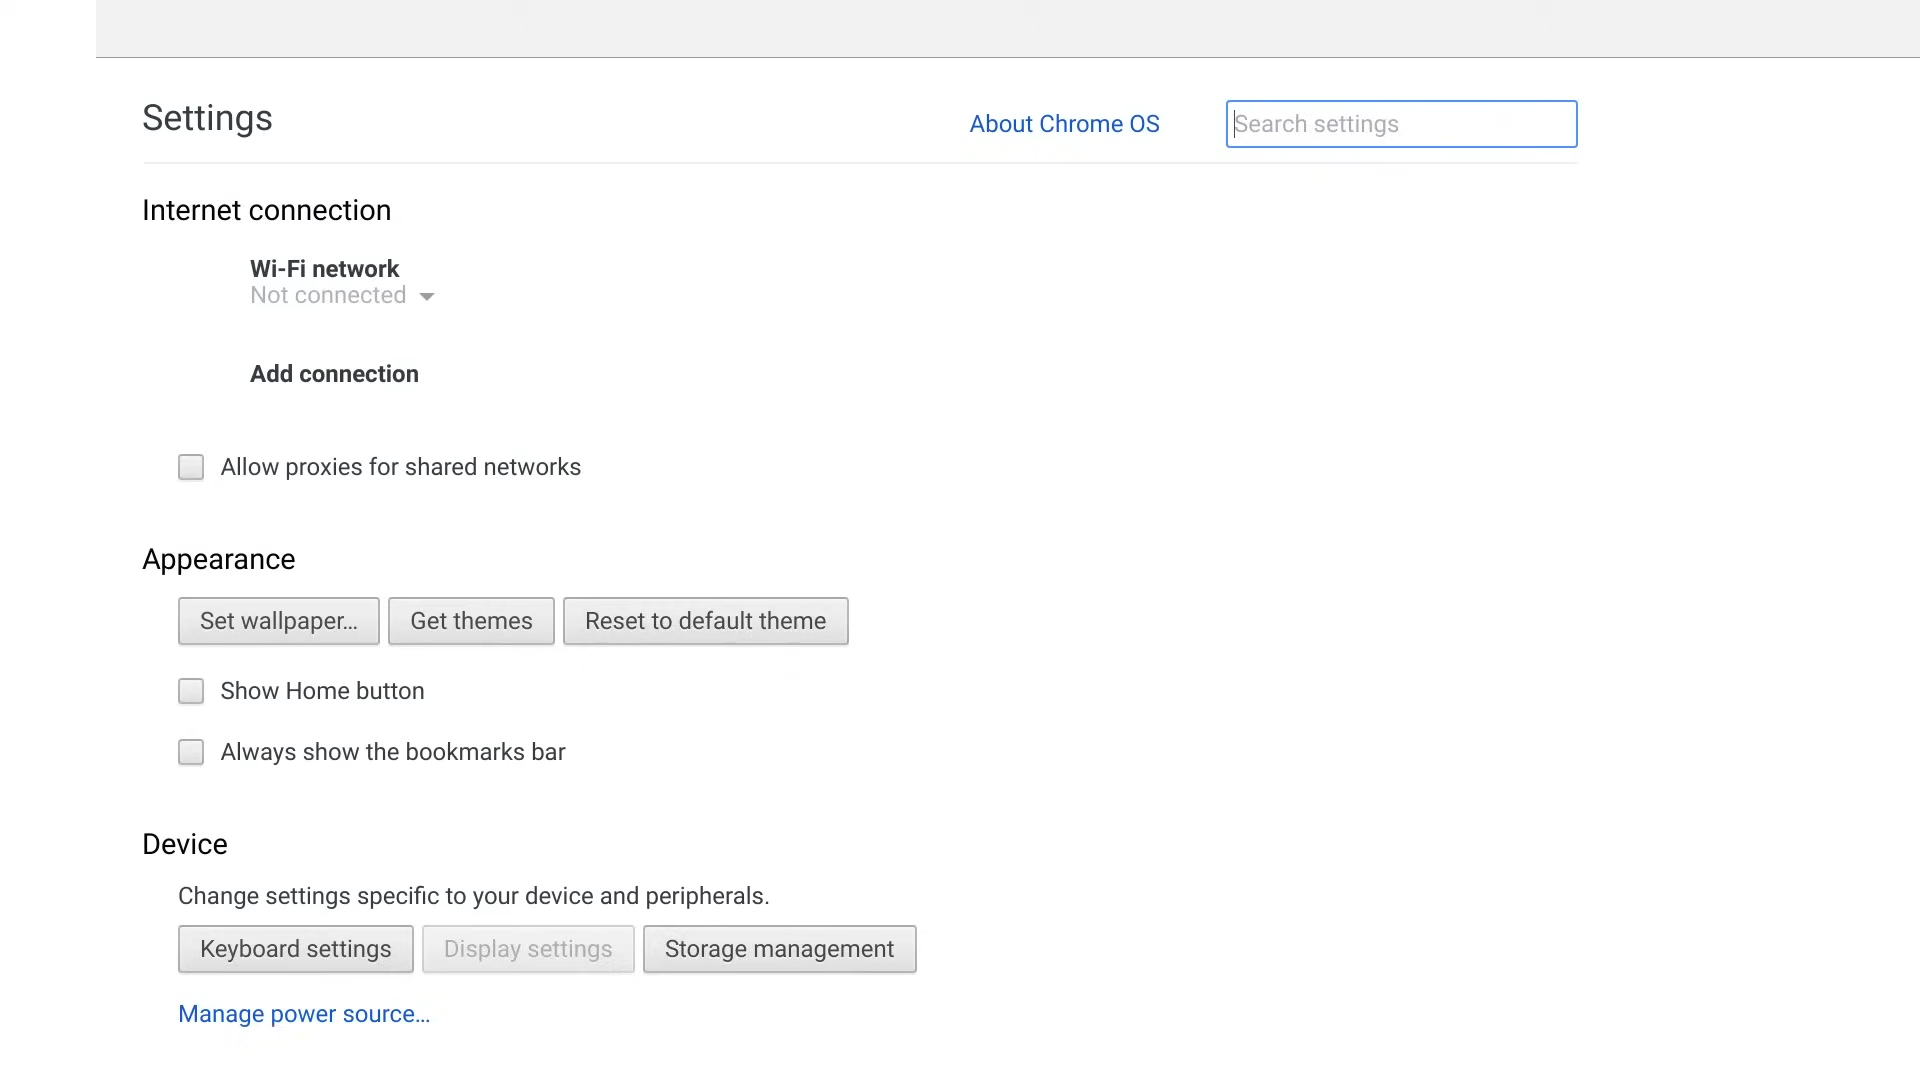 Settings
About Chrome OS
Search settings
Internet connection
Wi-Fi network
Not connected
Add connection
Allow proxies for shared networks
Appearance
Set wallpaper...
Get themes
Reset to default theme
Show Home button
Always show the bookmarks bar
Device
Change settings specific to your device and peripherals.
Keyboard settings
Display settings
Storage management
Manage power source...